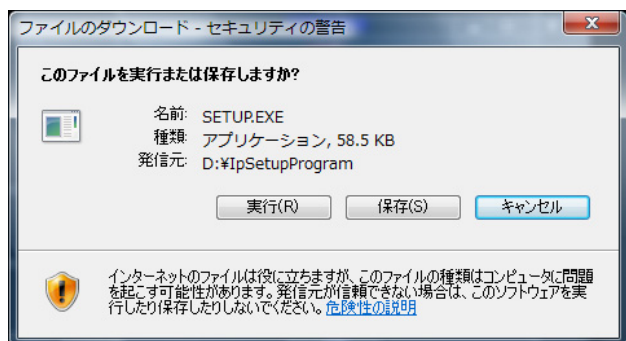 ファイルのダウンロード - セキュリティの警告
このファイルを実行または保存しますか?
名前: SETUP.EXE
種類: アプリケーション, 58.5 KB
発信元: D:¥IpSetupProgram
実行(R) 保存(S) キャンセル
インターネットのファイルは役に立ちますが、このファイルの種類はコンピュータに問題
を起こす可能性があります。発信元が信頼できない場合は、このソフトウェアを実
行したり保存したりしないでください。危険性の説明